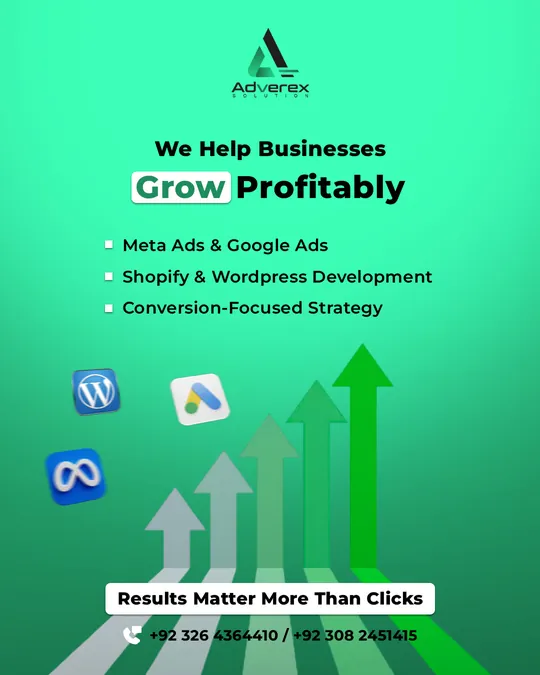 Adverex
SOLUTION
We Help Businesses
Grow Profitably
Meta Ads & Google Ads
Shopify & Wordpress Development
Conversion-Focused Strategy
Results Matter More Than Clicks
+92 326 4364410 / +92 308 2451415